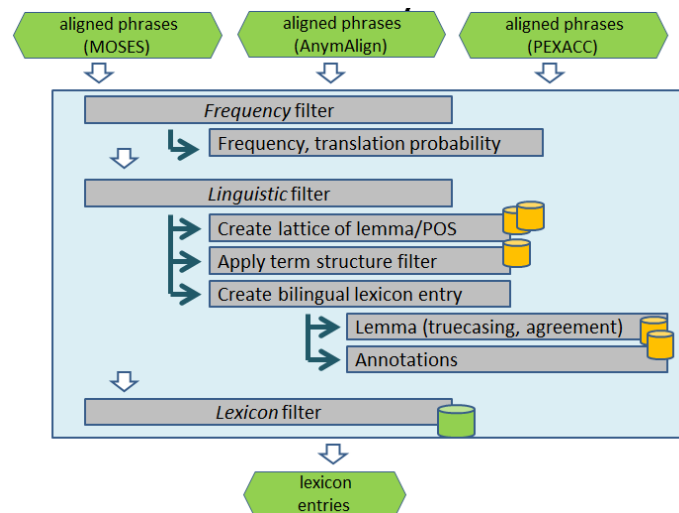 aligned phrases
(MOSES)
aligned phrases
(AnymAlign)
aligned phrases
(PEXACC)
Frequency filter
Frequency, translation probability
Linguistic filter
Create lattice of lemma/POS
Apply term structure filter
Create bilingual lexicon entry
Lemma (truecasing, agreement)
Annotations
Lexicon filter
lexicon
entries